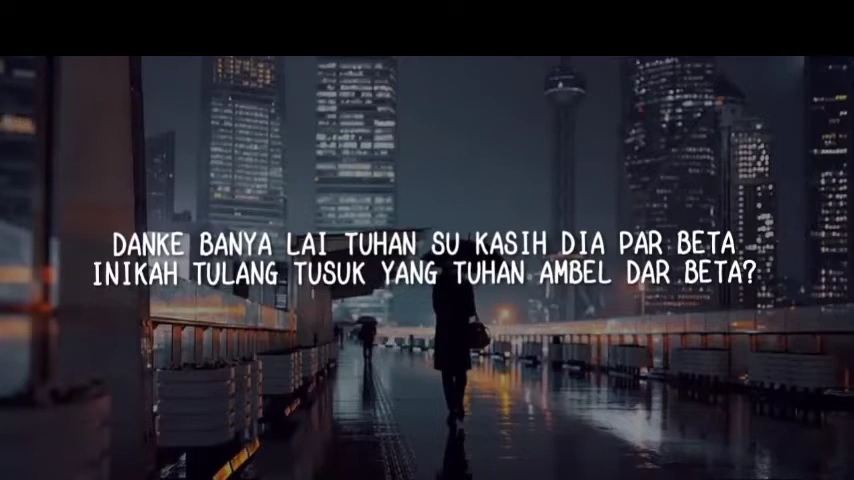 DANKE BANYA LAI TUHAN SU KASIH DIA PAR BETA
INIKAH TULANG TUSUK YANG TUHAN AMBEL DAR BETA?